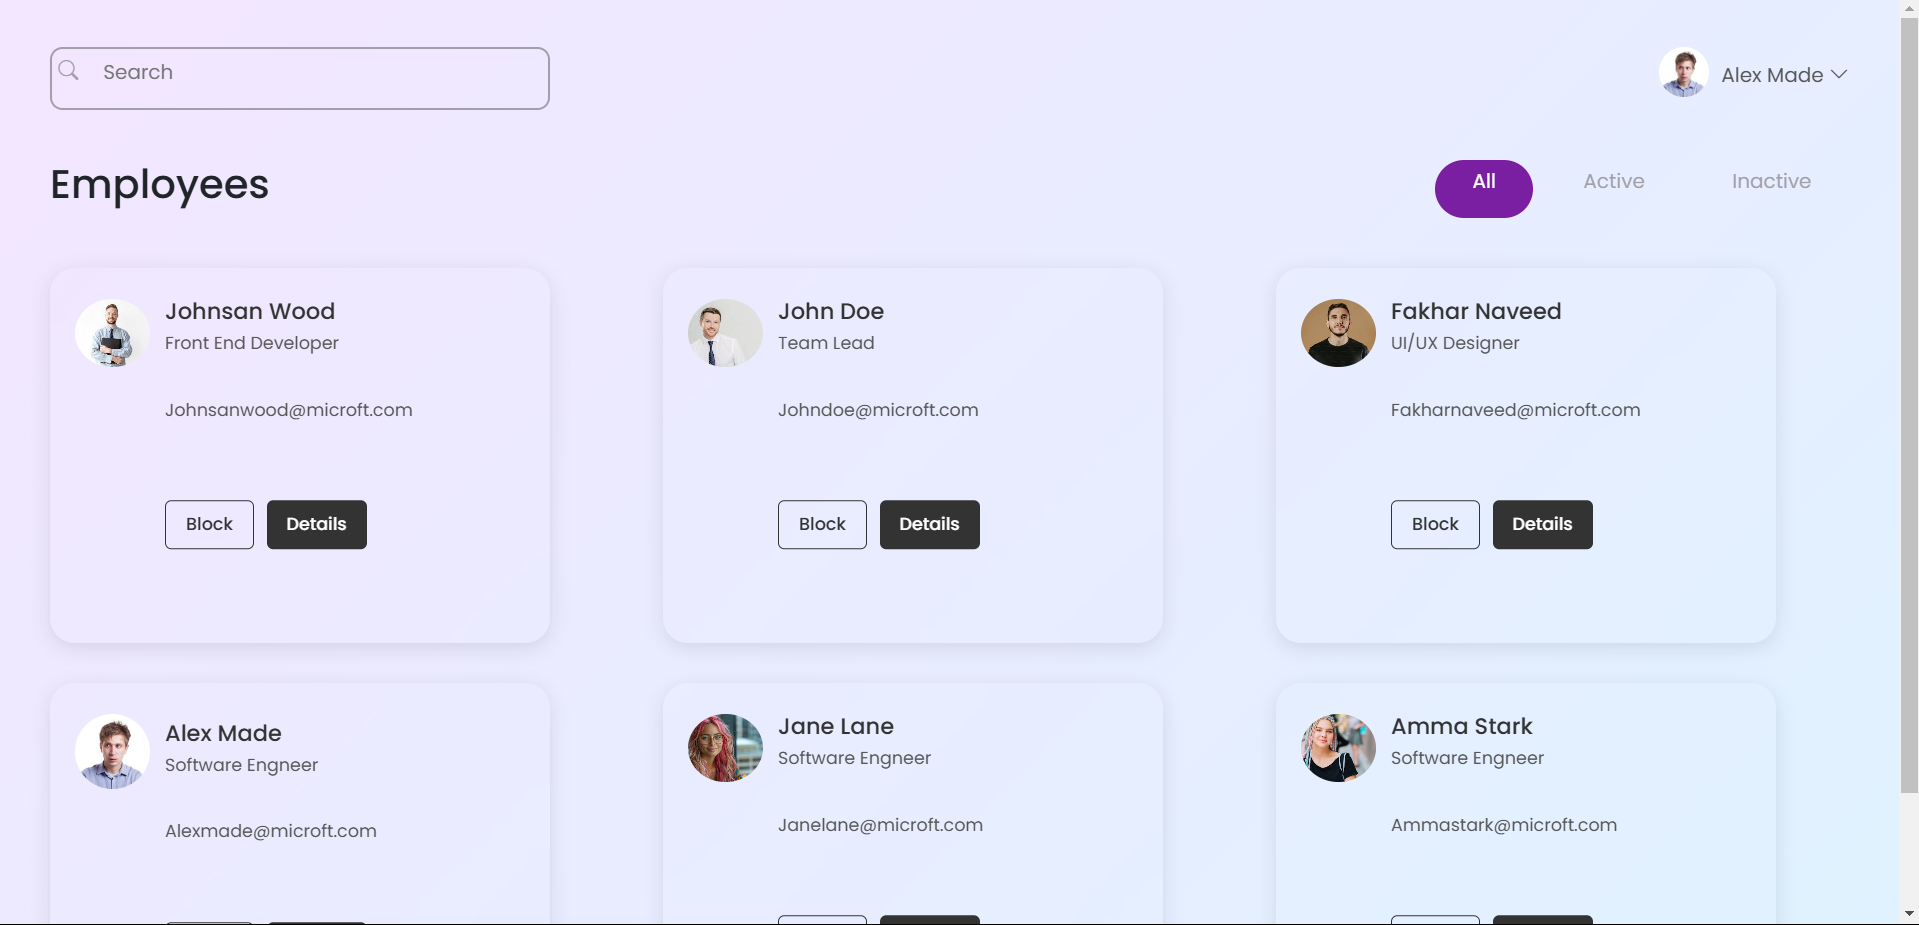 Search
Alex Made
Employees
All
Active
Inactive
Johnsan Wood
Front End Developer
Johnsanwood@microft.com
Block
Details
John Doe
Team Lead
Johndoe@microft.com
Block
Details
Fakhar Naveed
UI/UX Designer
Fakharnaveed@microft.com
Block
Details
Alex Made
Software Engneer
Alexmade@microft.com
Jane Lane
Software Engneer
Janelane@microft.com
Amma Stark
Software Engneer
Ammastark@microft.com